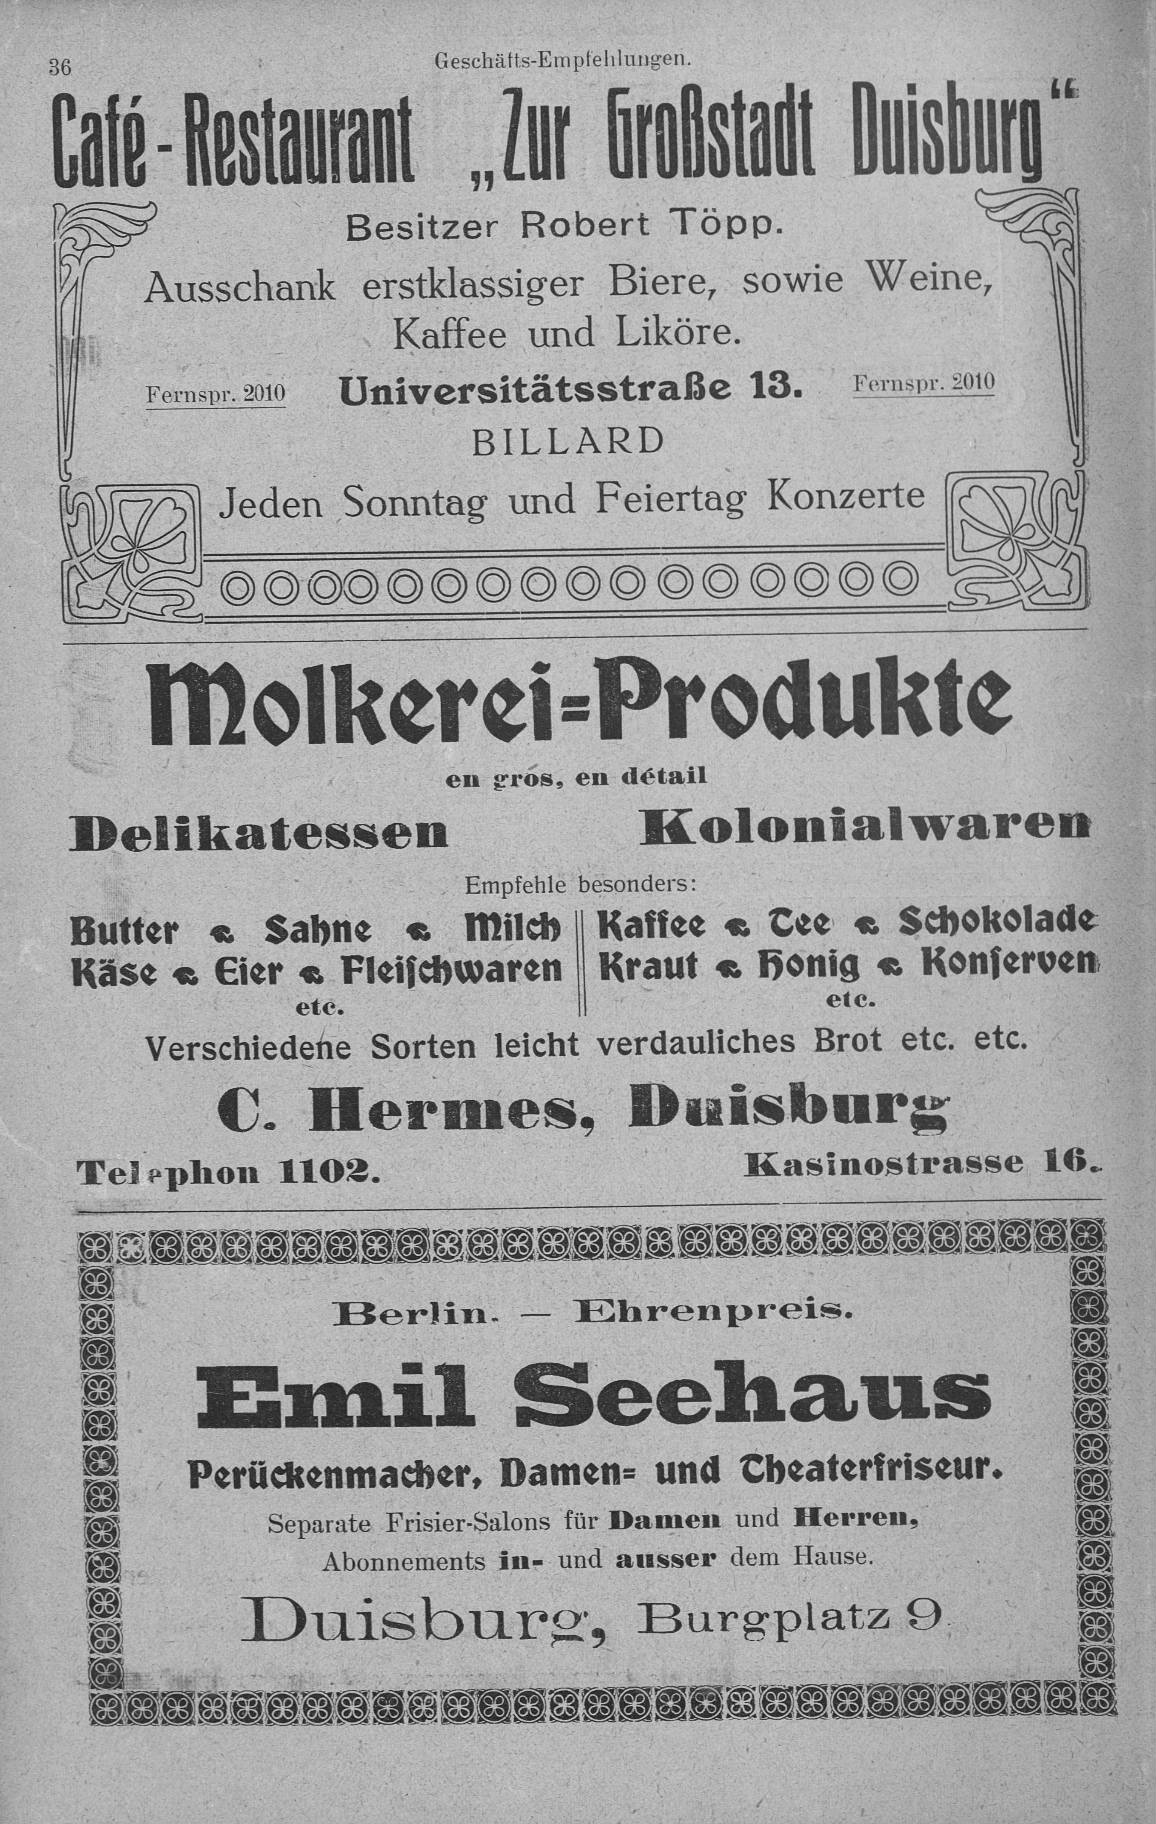 36
Geschäfts-Empfehlungen.
Café-Restaurant „Zur Großstadt Duisburg“
Besitzer Robert Töpp.
Ausschank erstklassiger Biere, sowie Weine,
Kaffee und Liköre.
Fernspr. 2010 Universitätsstraße 13. Fernspr. 2010
BILLARD
Jeden Sonntag und Feiertag Konzerte
Molkerei=Produkte
en gros, en détail
Delikatessen Kolonialwaren
Empfehle besonders:
Butter Sahne Milch
Käse Eier Fleischwaren
etc.
Kaffee Tee Schokolade
Kraut Honig Konserven
etc.
Verschiedene Sorten leicht verdauliches Brot etc. etc.
C. Hermes, Duisburg
Telephon 1102. Kasinostrasse 16.
Berlin. — Ehrenpreis.
Emil Seehaus
Perückenmacher, Damen= und Theaterfriseur.
Separate Frisier-Salons für Damen und Herren,
Abonnements in- und ausser dem Hause.
Duisburg, Burgplatz 9.